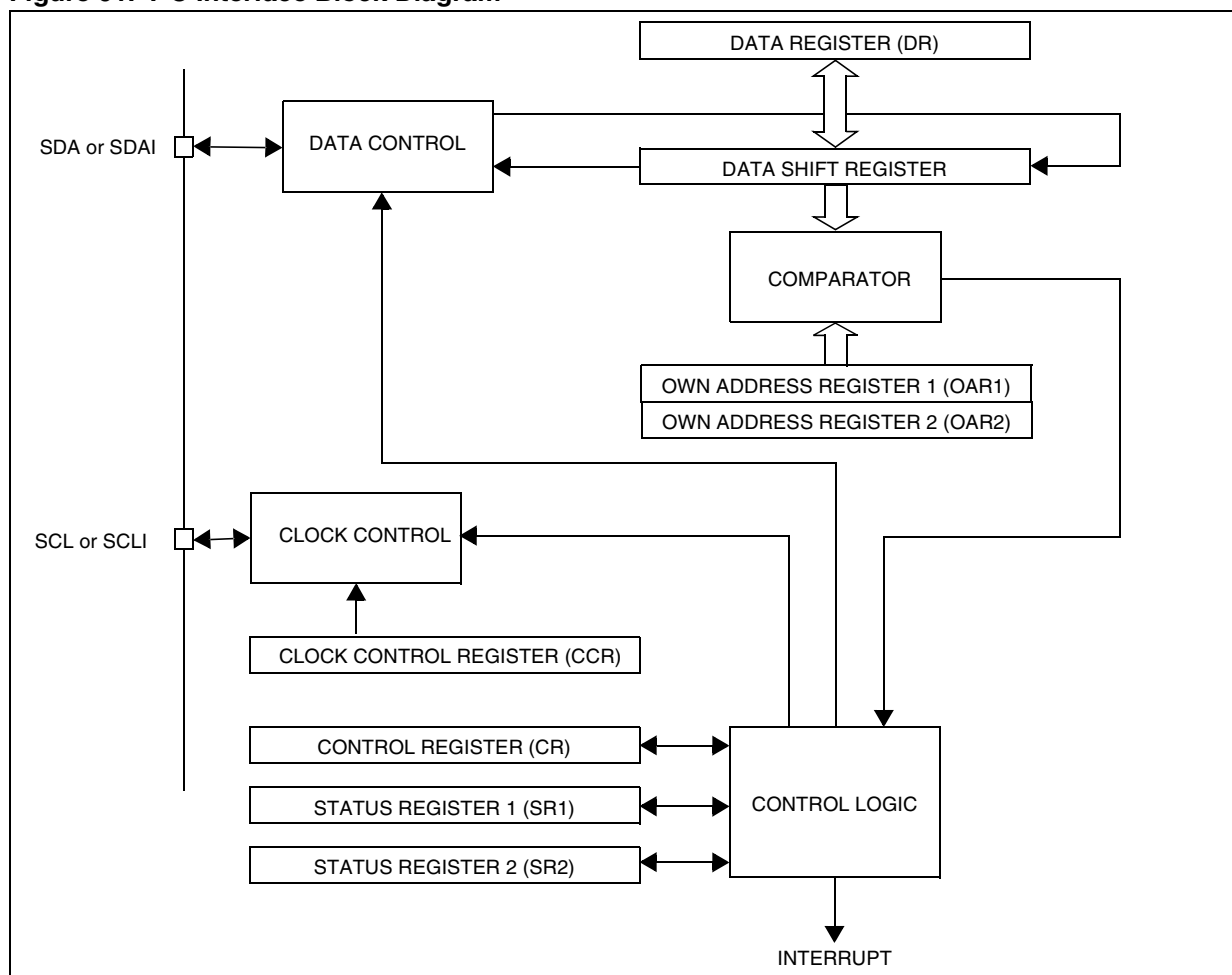 DATA REGISTER (DR)
SDA or SDAI
DATA CONTROL
DATA SHIFT REGISTER
COMPARATOR
OWN ADDRESS REGISTER 1 (OAR1)
OWN ADDRESS REGISTER 2 (OAR2)
SCL or SCLI
CLOCK CONTROL
CLOCK CONTROL REGISTER (CCR)
CONTROL REGISTER (CR)
STATUS REGISTER 1 (SR1)
CONTROL LOGIC
STATUS REGISTER 2 (SR2)
INTERRUPT